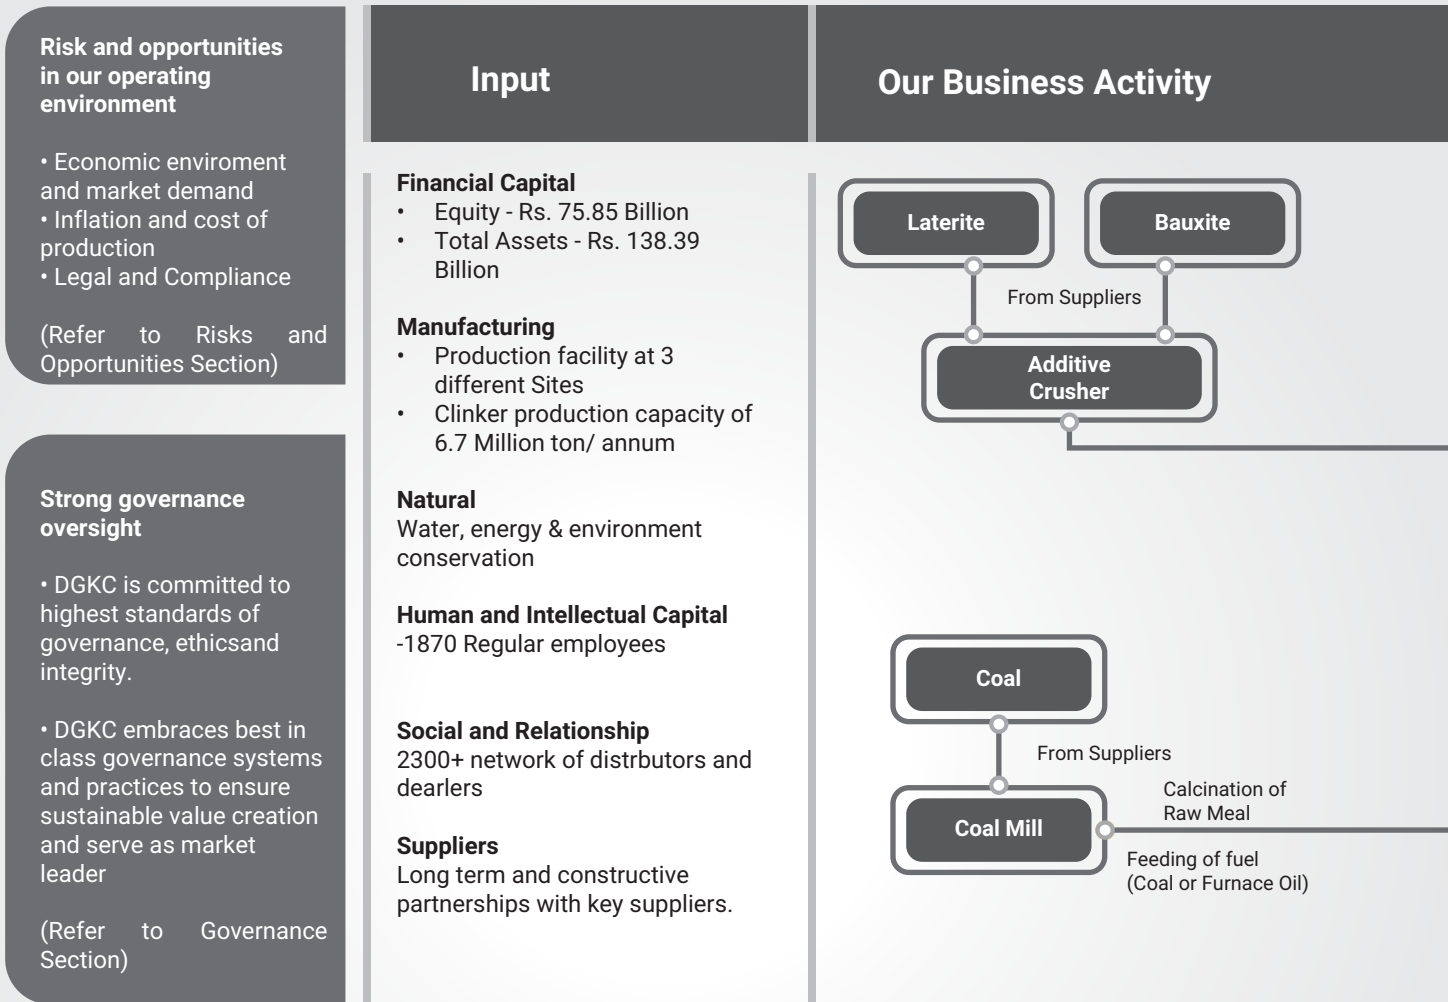 Risk and opportunities
in our operating
environment
• Economic enviroment
and market demand
• Inflation and cost of
production
• Legal and Compliance
(Refer to Risks and
Opportunities Section)
Strong governance
oversight
• DGKC is committed to
highest standards of
governance, ethicsand
integrity.
• DGKC embraces best in
class governance systems
and practices to ensure
sustainable value creation
and serve as market
leader
(Refer to Governance
Section)
Input
Financial Capital
• Equity - Rs. 75.85 Billion
• Total Assets - Rs. 138.39
Billion
Manufacturing
• Production facility at 3
different Sites
• Clinker production capacity of
6.7 Million ton/ annum
Natural
Water, energy & environment
conservation
Human and Intellectual Capital
-1870 Regular employees
Social and Relationship
2300+ network of distrbutors and
dearlers
Suppliers
Long term and constructive
partnerships with key suppliers.
Our Business Activity
Laterite
Bauxite
From Suppliers
Additive
Crusher
Coal
From Suppliers
Coal Mill
Calcination of
Raw Meal
Feeding of fuel
(Coal or Furnace Oil)